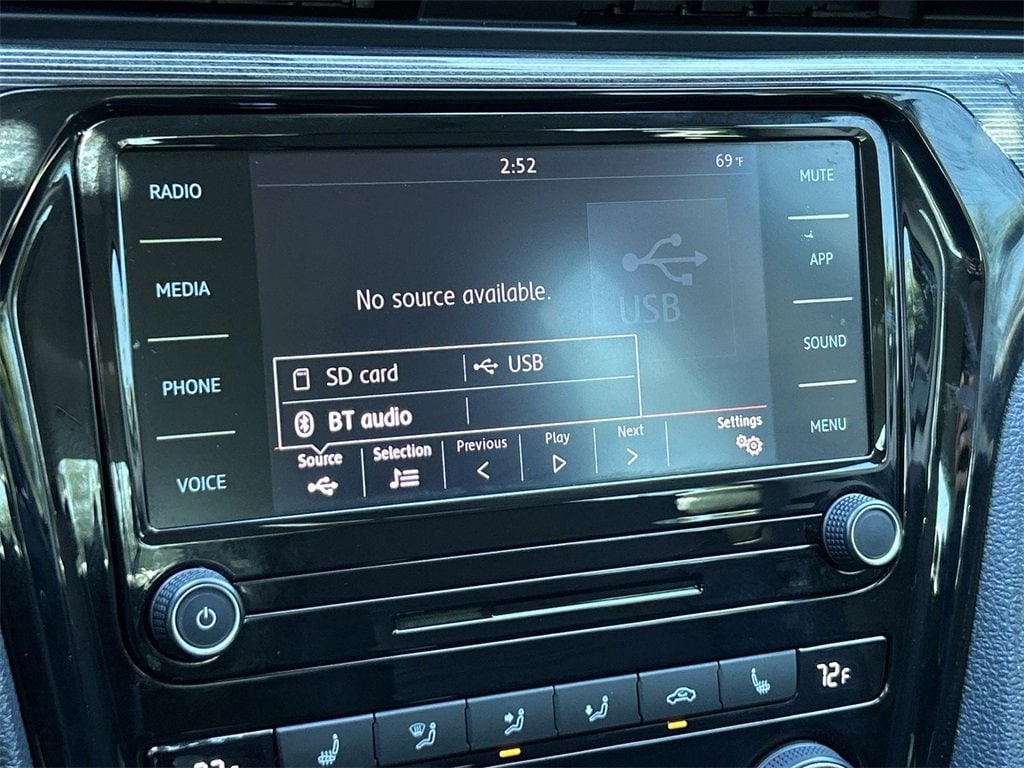 2:52
69 °F
RADIO
MEDIA
PHONE
VOICE
No source available.
USB
SD card
USB
BT audio
Source
Selection
Previous
Play
Next
Settings
MUTE
APP
SOUND
MENU
72°F